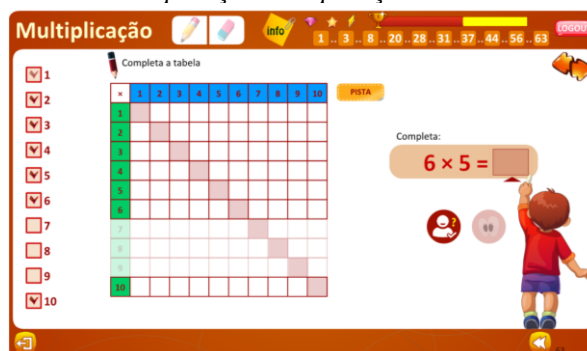 Multiplicação
info
1 .. 3 .. 8 .. 20 .. 28 .. 31 .. 37 .. 44 .. 56 .. 63
LOGOU
Completa a tabela
PISTA
× 1 2 3 4 5 6 7 8 9 10
1
2
3
4
5
6
7
8
9
10
1
2
3
4
5
6
7
8
9
10
Completa:
6 × 5 =
?